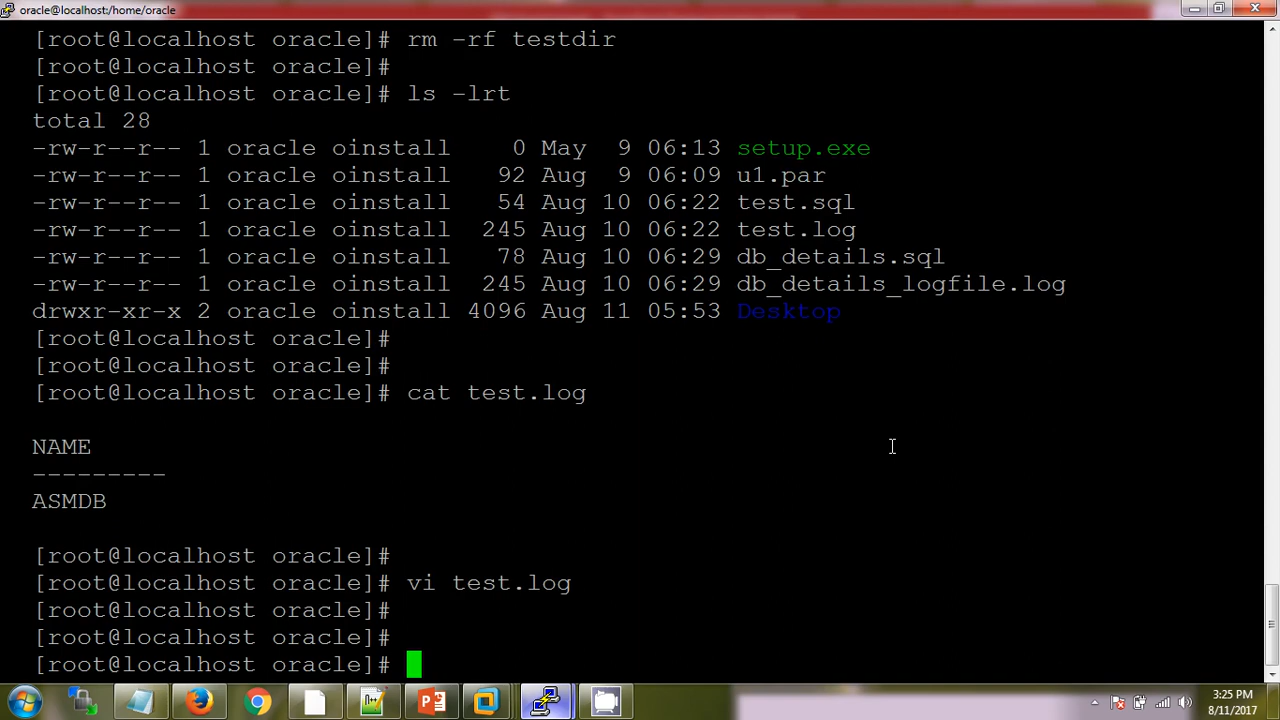 oracle@localhost:/home/oracle
[root@localhost oracle]# rm -rf testdir
[root@localhost oracle]#
[root@localhost oracle]# ls -lrt
total 28
-rw-r--r-- 1 oracle oinstall    0 May  9 06:13 setup.exe
-rw-r--r-- 1 oracle oinstall   92 Aug  9 06:09 u1.par
-rw-r--r-- 1 oracle oinstall   54 Aug 10 06:22 test.sql
-rw-r--r-- 1 oracle oinstall  245 Aug 10 06:22 test.log
-rw-r--r-- 1 oracle oinstall   78 Aug 10 06:29 db_details.sql
-rw-r--r-- 1 oracle oinstall  245 Aug 10 06:29 db_details_logfile.log
drwxr-xr-x 2 oracle oinstall 4096 Aug 11 05:53 Desktop
[root@localhost oracle]#
[root@localhost oracle]#
[root@localhost oracle]# cat test.log
NAME
---------
ASMDB
[root@localhost oracle]#
[root@localhost oracle]# vi test.log
[root@localhost oracle]#
[root@localhost oracle]#
[root@localhost oracle]#
3:25 PM
8/11/2017